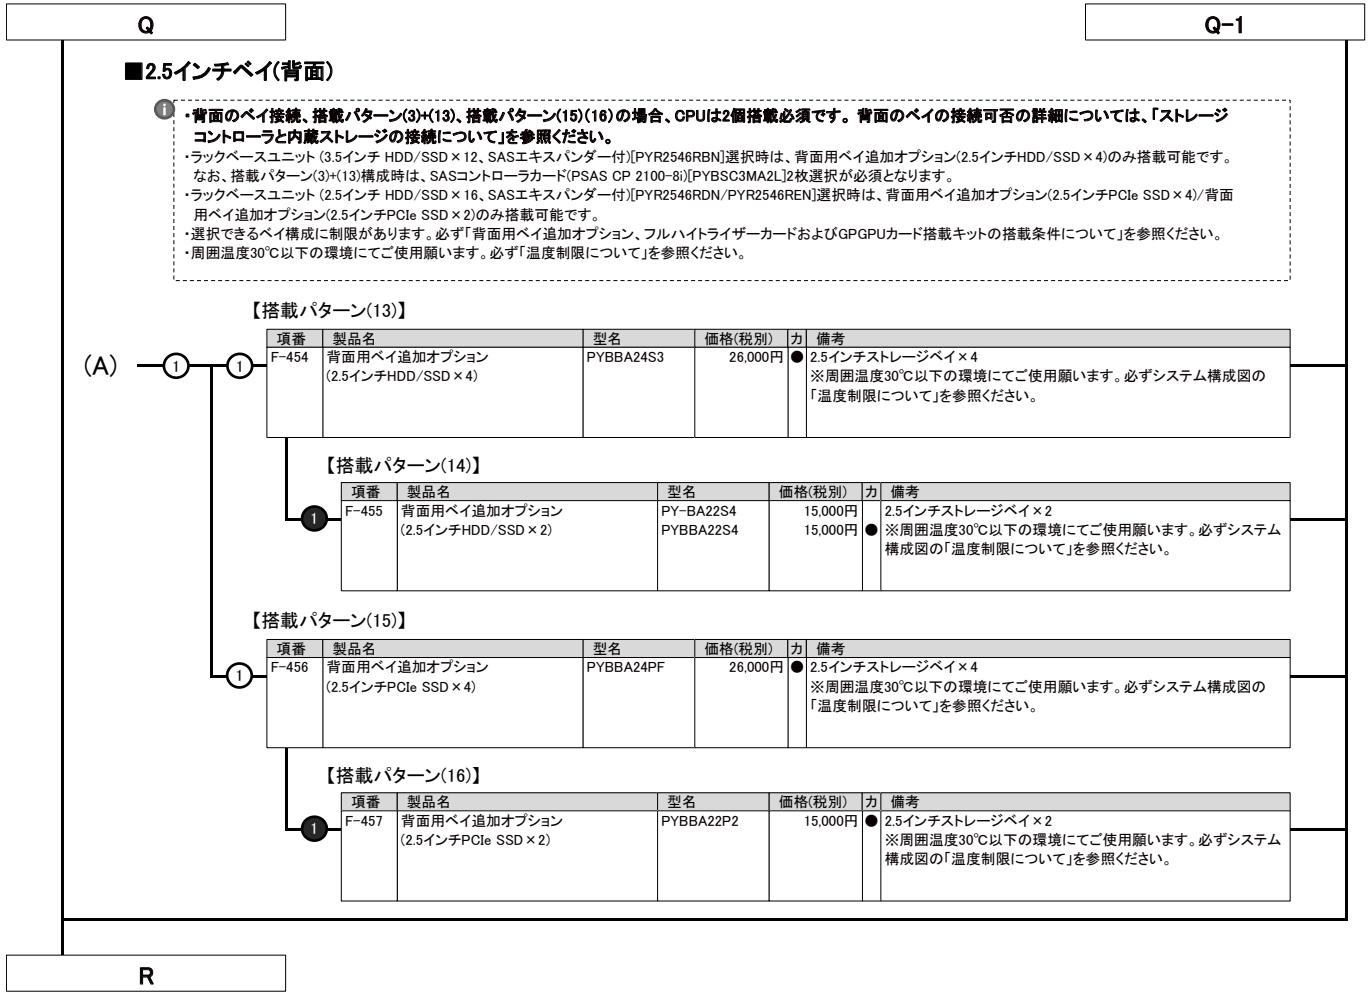 Q
Q-1
■2.5インチベイ(背面)
i
・背面のベイ接続、搭載パターン(3)+(13)、搭載パターン(15)(16)の場合、CPUは2個搭載必須です。背面のベイの接続可否の詳細については、「ストレージ
コントローラと内蔵ストレージの接続について」を参照ください。
・ラックベースユニット (3.5インチ HDD/SSD×12、SASエキスパンダー付)[PYR2546RBN]選択時は、背面用ベイ追加オプション(2.5インチHDD/SSD×4)のみ搭載可能です。
なお、搭載パターン(3)+(13)構成時は、SASコントローラカード(PSAS CP 2100-8i)[PYBSC3MA2L]2枚選択が必須となります。
・ラックベースユニット (2.5インチ HDD/SSD×16、SASエキスパンダー付)[PYR2546RDN/PYR2546REN]選択時は、背面用ベイ追加オプション(2.5インチPCIe SSD×4)/背面
用ベイ追加オプション(2.5インチPCIe SSD×2)のみ搭載可能です。
・選択できるベイ構成に制限があります。必ず「背面用ベイ追加オプション、フルハイトライザーカードおよびGPGPUカード搭載キットの搭載条件について」を参照ください。
・周囲温度30℃以下の環境にてご使用願います。必ず「温度制限について」を参照ください。
【搭載パターン(13)】
項番 製品名 型名 価格(税別) カ 備考
(A) 1 1 F-454 背面用ベイ追加オプション PYBBA24S3 26,000円 ● 2.5インチストレージベイ×4
(2.5インチHDD/SSD×4) ※周囲温度30℃以下の環境にてご使用願います。必ずシステム構成図の
「温度制限について」を参照ください。
【搭載パターン(14)】
項番 製品名 型名 価格(税別) カ 備考
1 F-455 背面用ベイ追加オプション PY-BA22S4 15,000円 2.5インチストレージベイ×2
(2.5インチHDD/SSD×2) PYBBA22S4 15,000円 ● ※周囲温度30℃以下の環境にてご使用願います。必ずシステム
構成図の「温度制限について」を参照ください。
【搭載パターン(15)】
項番 製品名 型名 価格(税別) カ 備考
1 F-456 背面用ベイ追加オプション PYBBA24PF 26,000円 ● 2.5インチストレージベイ×4
(2.5インチPCIe SSD×4) ※周囲温度30℃以下の環境にてご使用願います。必ずシステム構成図の
「温度制限について」を参照ください。
【搭載パターン(16)】
項番 製品名 型名 価格(税別) カ 備考
1 F-457 背面用ベイ追加オプション PYBBA22P2 15,000円 ● 2.5インチストレージベイ×2
(2.5インチPCIe SSD×2) ※周囲温度30℃以下の環境にてご使用願います。必ずシステム
構成図の「温度制限について」を参照ください。
R